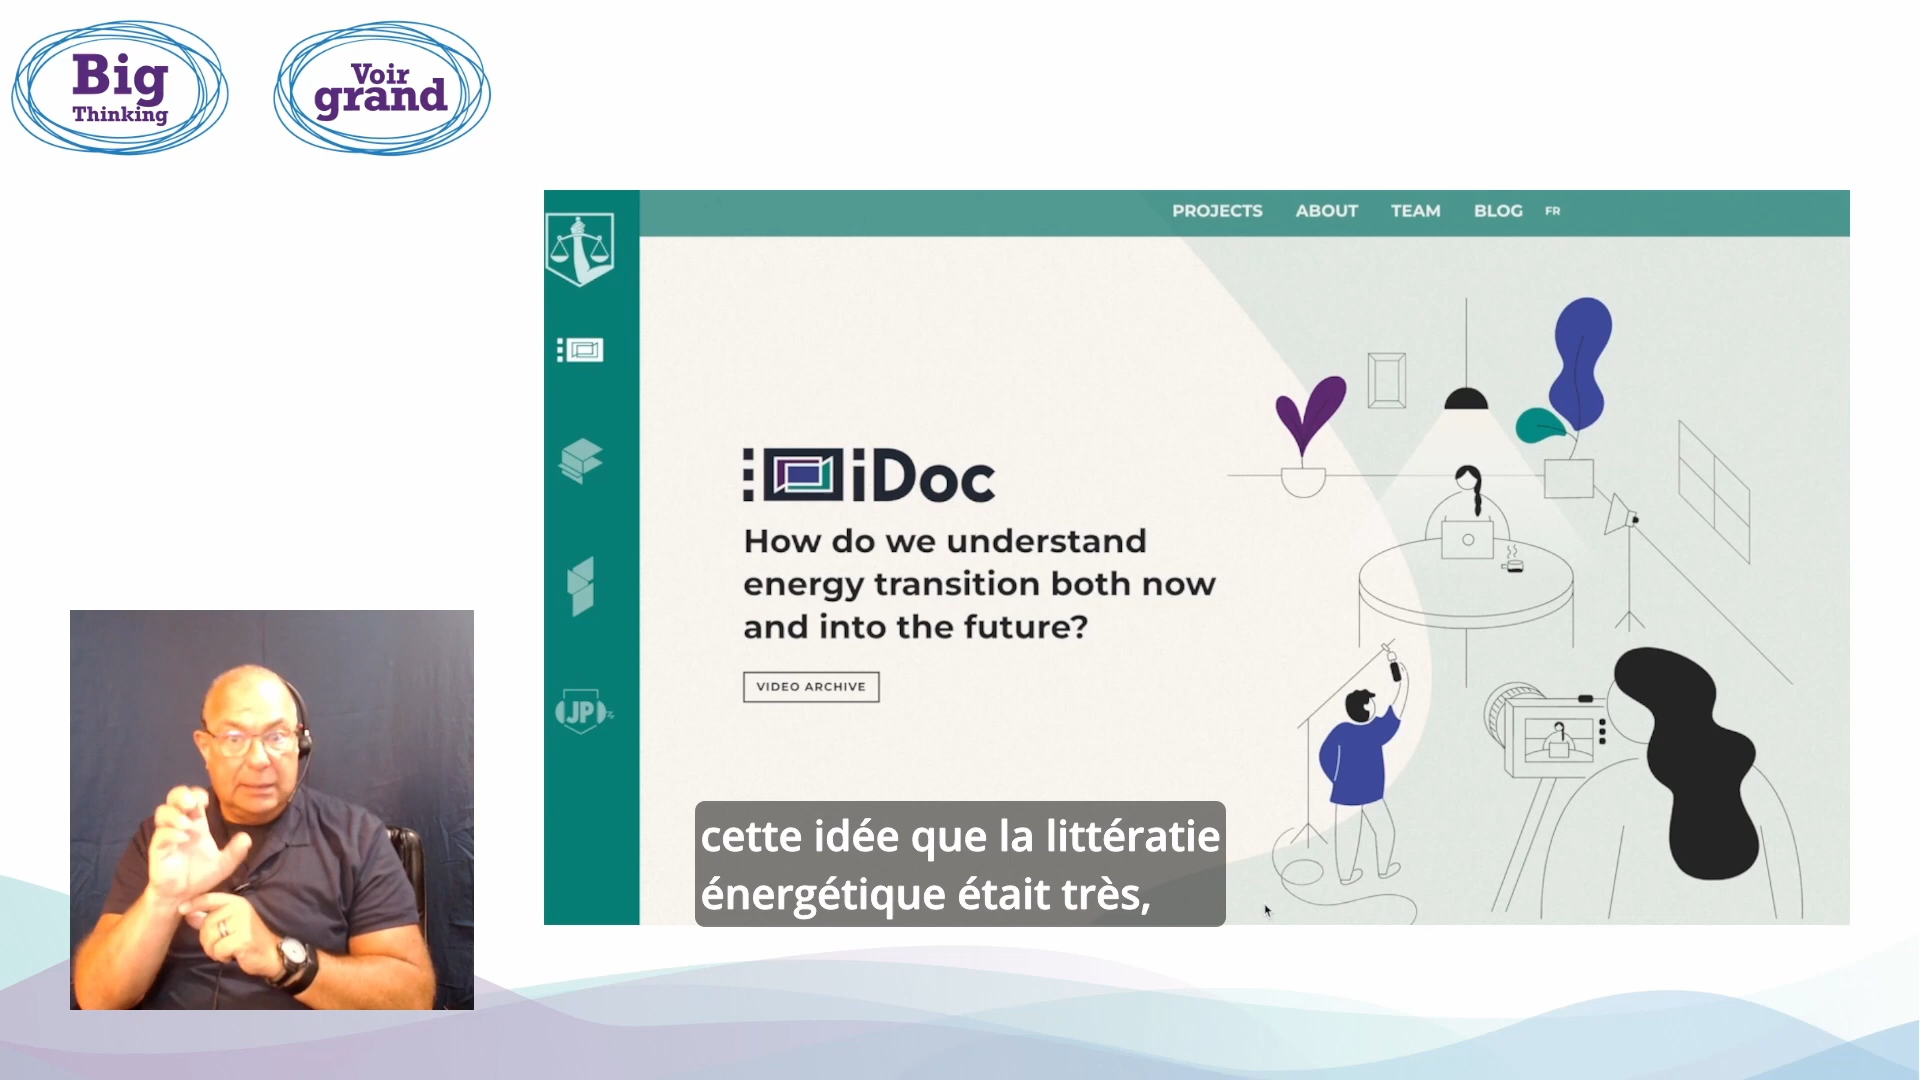 Big
Thinking
Voir
grand
PROJECTS ABOUT TEAM BLOG FR
iDoc
How do we understand
energy transition both now
and into the future?
VIDEO ARCHIVE
JP
cette idée que la littératie
énergétique était très,